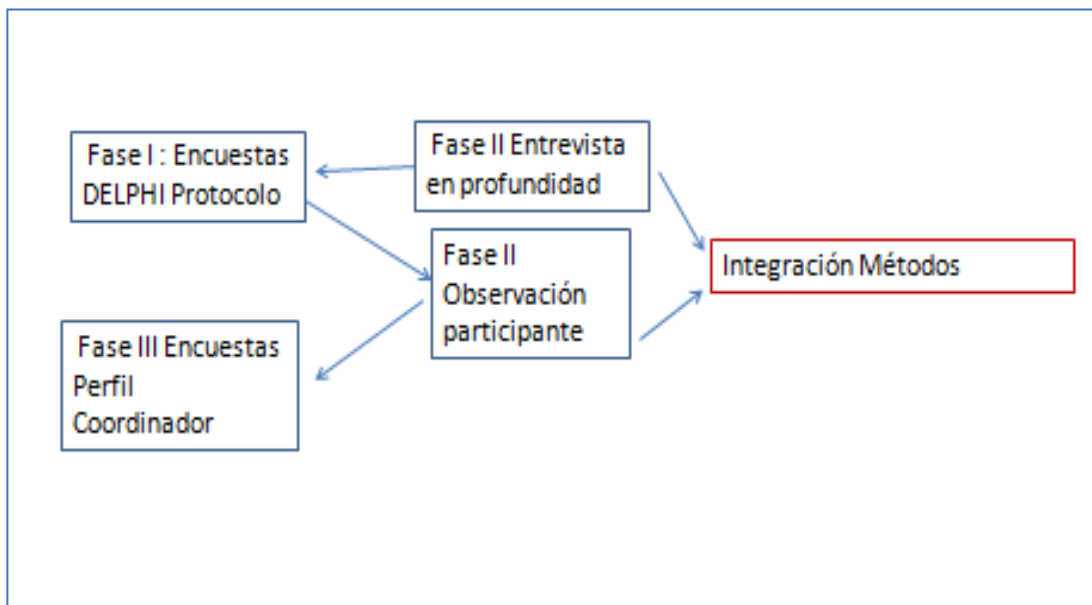 Fase I : Encuestas
DELPHI Protocolo
Fase II Entrevista
en profundidad
Fase II
Observación
participante
Integración Métodos
Fase III Encuestas
Perfil
Coordinador